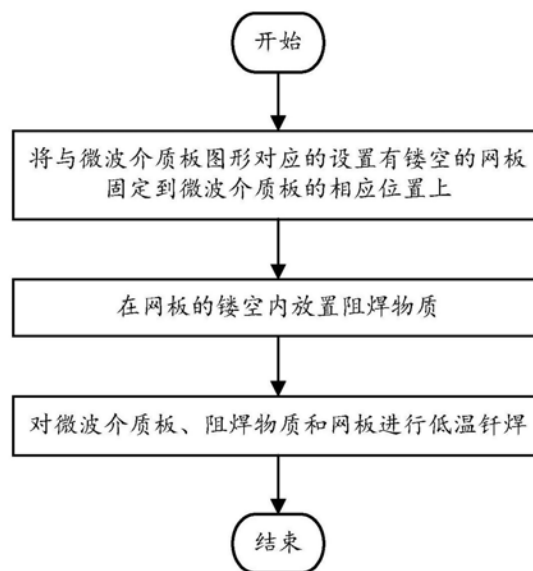 开始
将与微波介质板图形对应的设置有镂空的网板
固定到微波介质板的相应位置上
在网板的镂空内放置阻焊物质
对微波介质板、阻焊物质和网板进行低温钎焊
结束